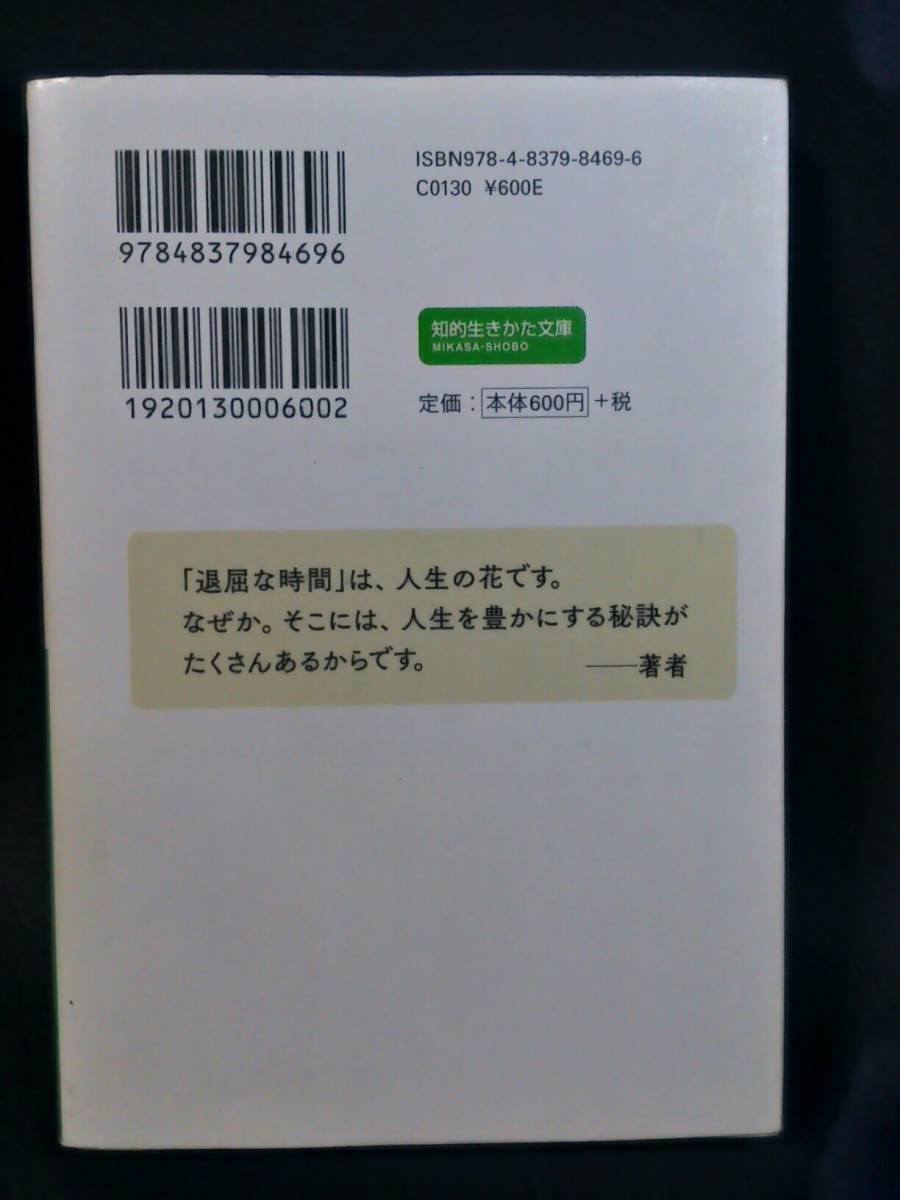 ISBN978-4-8379-8469-6
C0130 ¥600E
9784837984696
知的生きかた文庫
MIKASA-SHOBO
1920130006002
定価：本体600円+税
「退屈な時間」は、人生の花です。
なぜか。そこには、人生を豊かにする秘訣が
たくさんあるからです。 ——著者